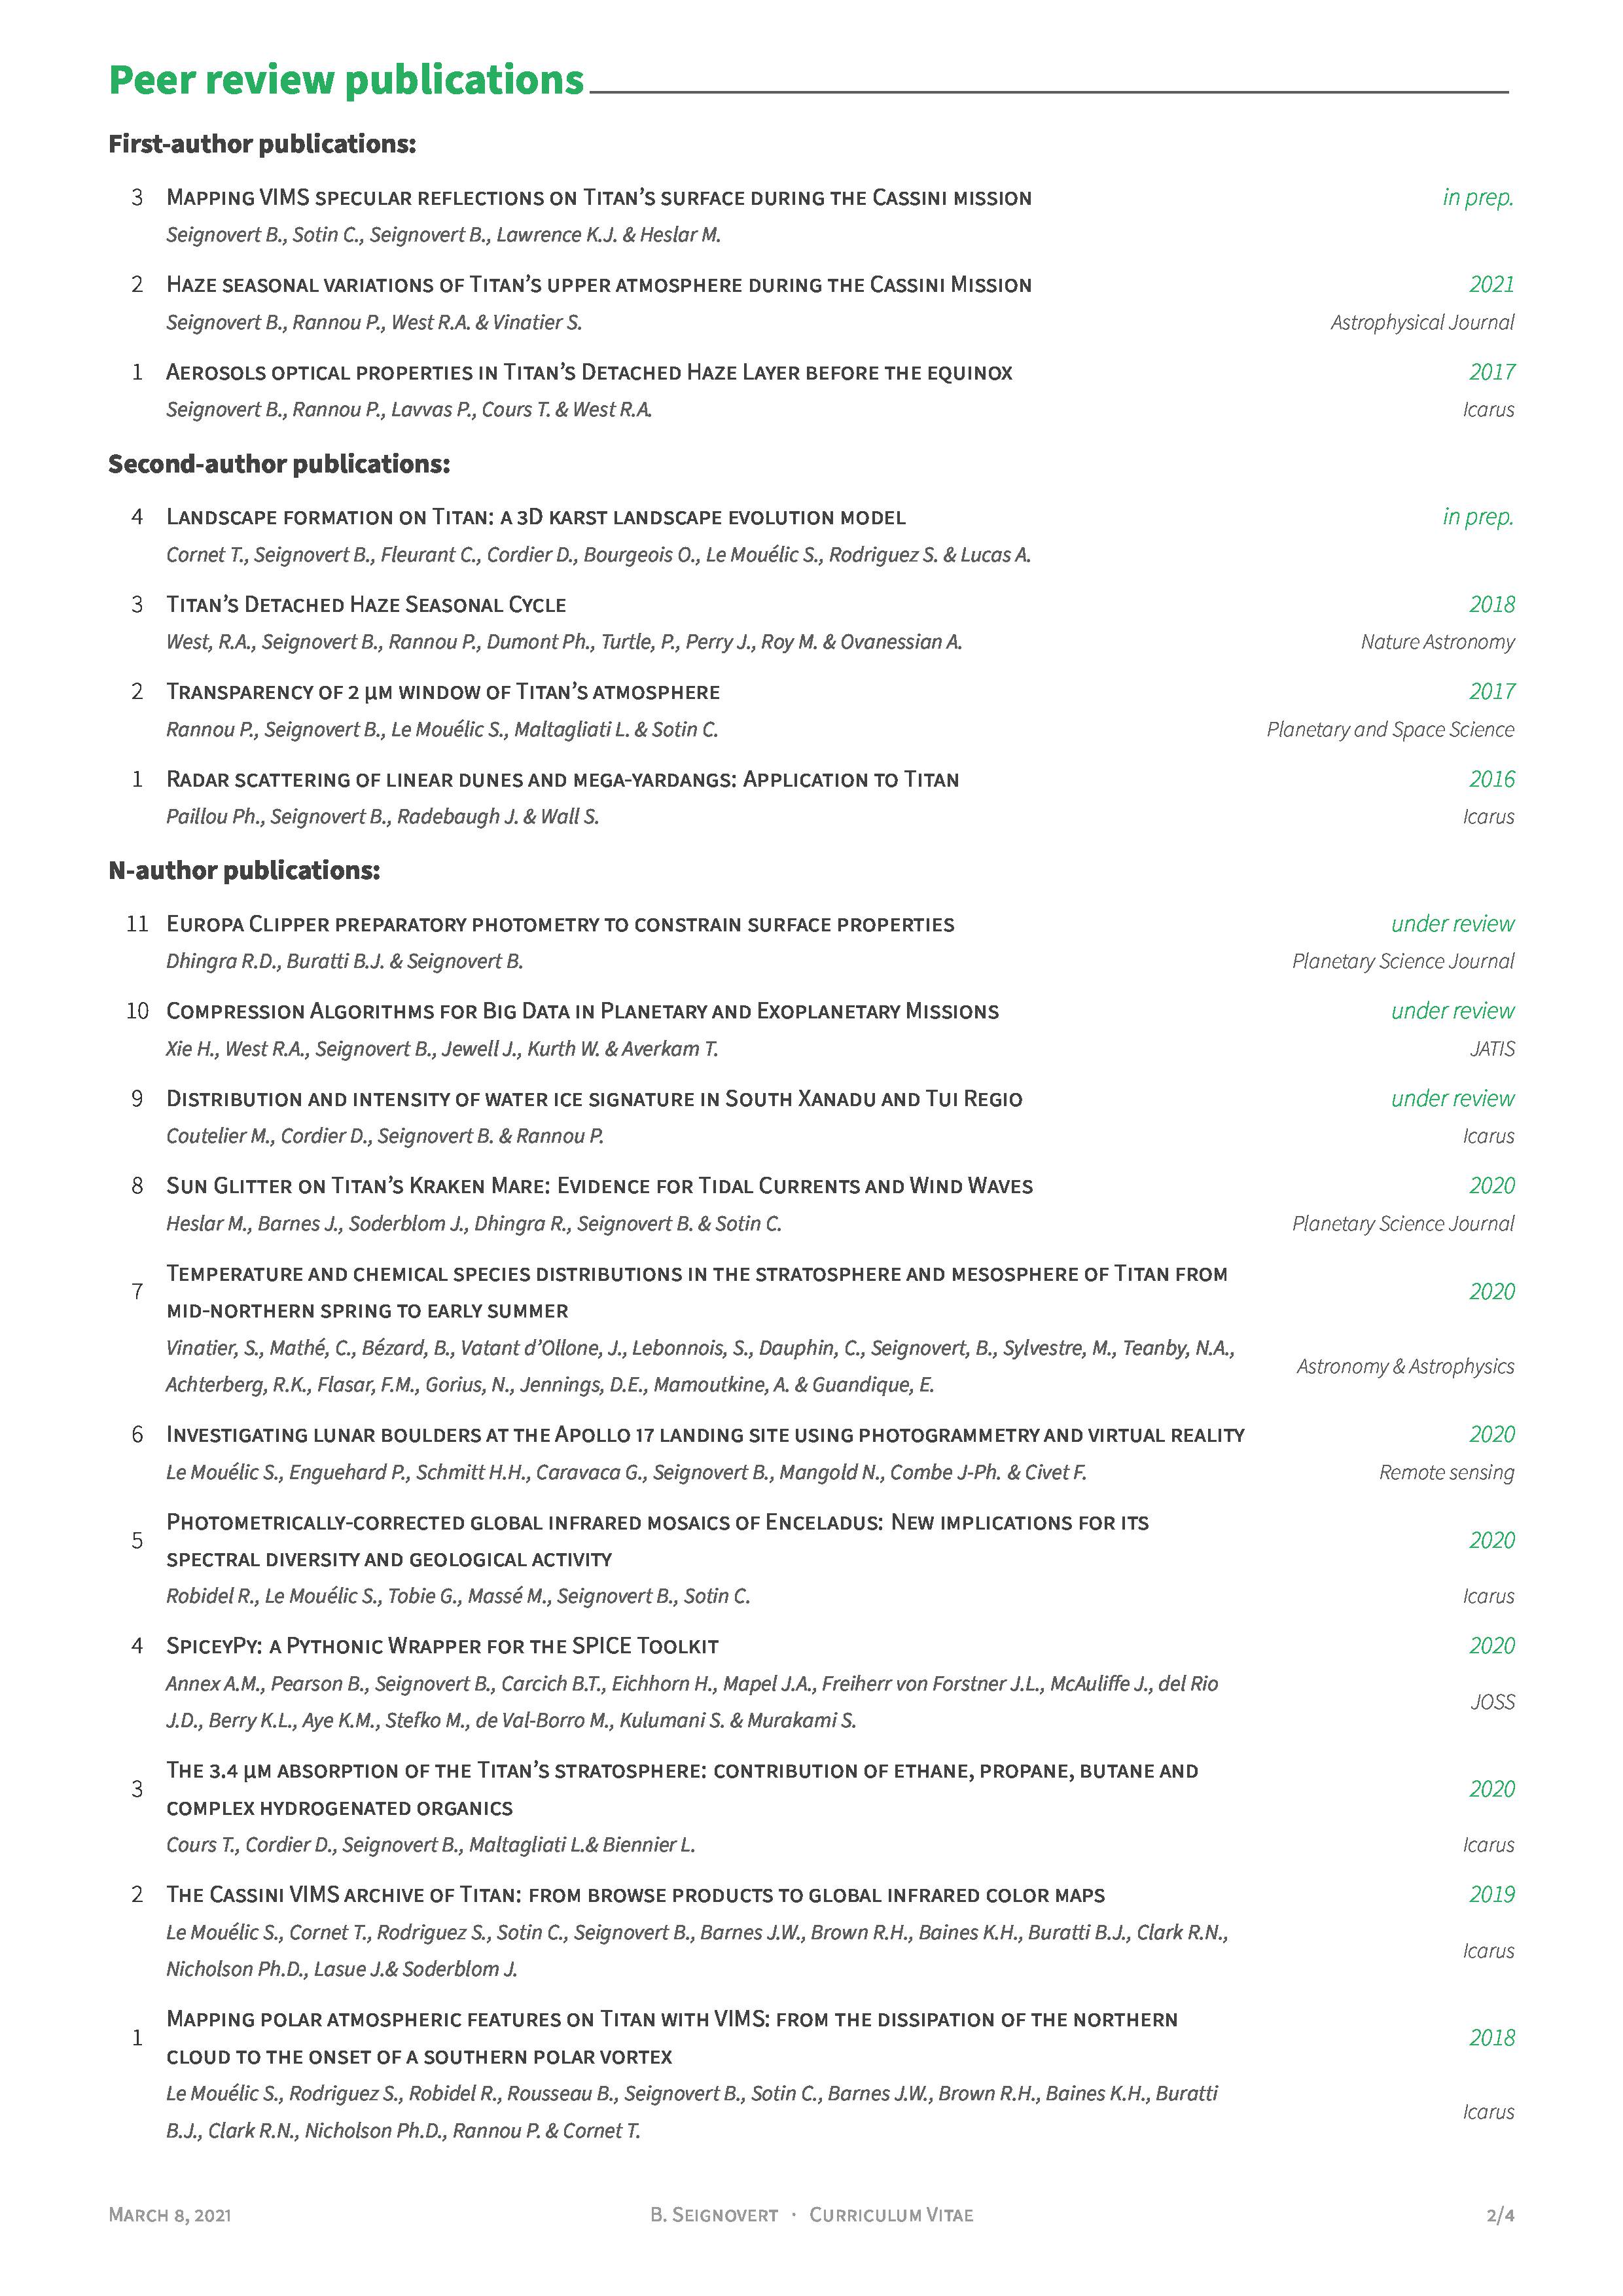 Peer review publications
First-author publications:
3 Mapping VIMS specular reflections on Titan's surface during the Cassini mission in prep.
Seignovert B., Sotin C., Seignovert B., Lawrence K.J. & Heslar M.
2 Haze seasonal variations of Titan's upper atmosphere during the Cassini Mission 2021
Seignovert B., Rannou P., West R.A. & Vinatier S. Astrophysical Journal
1 Aerosols optical properties in Titan's Detached Haze Layer before the equinox 2017
Seignovert B., Rannou P., Lavvas P., Cours T. & West R.A. Icarus
Second-author publications:
4 Landscape formation on Titan: a 3D karst landscape evolution model in prep.
Cornet T., Seignovert B., Fleurant C., Cordier D., Bourgeois O., Le Mouélic S., Rodriguez S. & Lucas A.
3 Titan's Detached Haze Seasonal Cycle 2018
West, R.A., Seignovert B., Rannou P., Dumont Ph., Turtle, P., Perry J., Roy M. & Ovanessian A. Nature Astronomy
2 Transparency of 2 µm window of Titan's atmosphere 2017
Rannou P., Seignovert B., Le Mouélic S., Maltagliati L. & Sotin C. Planetary and Space Science
1 Radar scattering of linear dunes and mega-yardangs: Application to Titan 2016
Paillou Ph., Seignovert B., Radebaugh J. & Wall S. Icarus
N-author publications:
11 Europa Clipper preparatory photometry to constrain surface properties under review
Dhingra R.D., Buratti B.J. & Seignovert B. Planetary Science Journal
10 Compression Algorithms for Big Data in Planetary and Exoplanetary Missions under review
Xie H., West R.A., Seignovert B., Jewell J., Kurth W. & Averkam T. JATIS
9 Distribution and intensity of water ice signature in South Xanadu and Tui Regio under review
Coutelier M., Cordier D., Seignovert B. & Rannou P. Icarus
8 Sun Glitter on Titan's Kraken Mare: Evidence for Tidal Currents and Wind Waves 2020
Heslar M., Barnes J., Soderblom J., Dhingra R., Seignovert B. & Sotin C. Planetary Science Journal
Temperature and chemical species distributions in the stratosphere and mesosphere of Titan from
7 mid-northern spring to early summer 2020
Vinatier, S., Mathé, C., Bézard, B., Vatant d'Ollone, J., Lebonnois, S., Dauphin, C., Seignovert, B., Sylvestre, M., Teanby, N.A.,
Achterberg, R.K., Flasar, F.M., Gorius, N., Jennings, D.E., Mamoutkine, A. & Guandique, E. Astronomy & Astrophysics
6 Investigating lunar boulders at the Apollo 17 landing site using photogrammetry and virtual reality 2020
Le Mouélic S., Enguehard P., Schmitt H.H., Caravaca G., Seignovert B., Mangold N., Combe J-Ph. & Civet F. Remote sensing
Photometrically-corrected global infrared mosaics of Enceladus: New implications for its
5 spectral diversity and geological activity 2020
Robidel R., Le Mouélic S., Tobie G., Massé M., Seignovert B., Sotin C. Icarus
4 SpiceyPy: a Pythonic Wrapper for the SPICE Toolkit 2020
Annex A.M., Pearson B., Seignovert B., Carcich B.T., Eichhorn H., Mapel J.A., Freiherr von Forstner J.L., McAuliffe J., del Rio
J.D., Berry K.L., Aye K.M., Stefko M., de Val-Borro M., Kulumani S. & Murakami S. JOSS
The 3.4 µm absorption of the Titan's stratosphere: contribution of ethane, propane, butane and
3 complex hydrogenated organics 2020
Cours T., Cordier D., Seignovert B., Maltagliati L.& Biennier L. Icarus
2 The Cassini VIMS archive of Titan: from browse products to global infrared color maps 2019
Le Mouélic S., Cornet T., Rodriguez S., Sotin C., Seignovert B., Barnes J.W., Brown R.H., Baines K.H., Buratti B.J., Clark R.N.,
Nicholson Ph.D., Lasue J.& Soderblom J. Icarus
Mapping polar atmospheric features on Titan with VIMS: from the dissipation of the northern
1 cloud to the onset of a southern polar vortex 2018
Le Mouélic S., Rodriguez S., Robidel R., Rousseau B., Seignovert B., Sotin C., Barnes J.W., Brown R.H., Baines K.H., Buratti
B.J., Clark R.N., Nicholson Ph.D., Rannou P. & Cornet T. Icarus
March 8, 2021 B. Seignovert · Curriculum Vitae 2/4